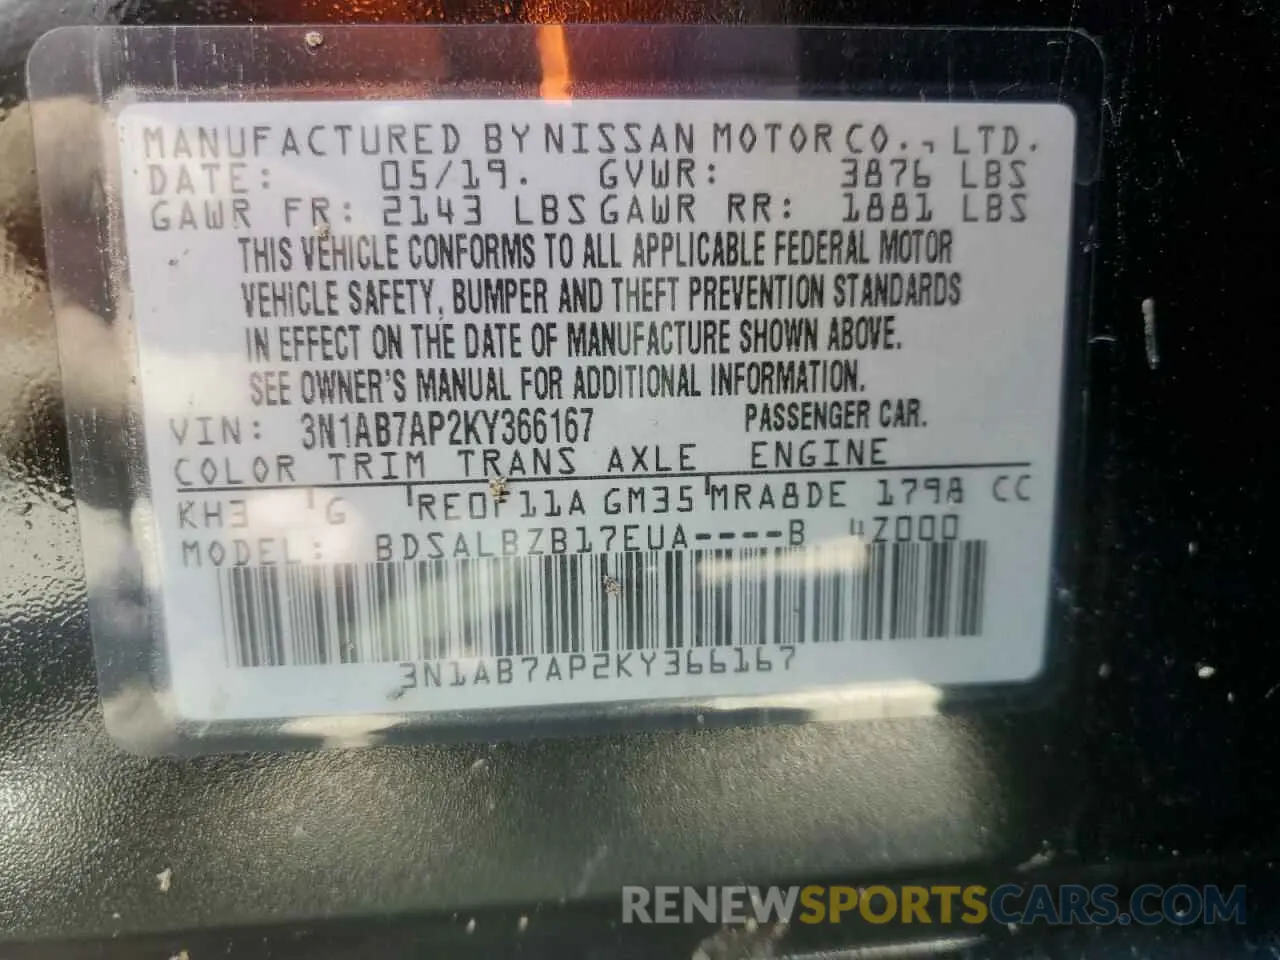 MANUFACTURED BY NISSAN MOTOR CO., LTD.
DATE: 05/19. GVWR: 3876 LBS
GAWR FR: 2143 LBS GAWR RR: 1881 LBS
THIS VEHICLE CONFORMS TO ALL APPLICABLE FEDERAL MOTOR
VEHICLE SAFETY, BUMPER AND THEFT PREVENTION STANDARDS
IN EFFECT ON THE DATE OF MANUFACTURE SHOWN ABOVE.
SEE OWNER'S MANUAL FOR ADDITIONAL INFORMATION.
VIN: 3N1AB7AP2KY366167 PASSENGER CAR.
COLOR TRIM TRANS AXLE ENGINE
KH3 G RE0F11A GM35 MRA8DE 1798 CC
MODEL: BDSALBZB17EUA----B 4Z000
3N1AB7AP2KY366167
RENEWSPORTSCARS.COM